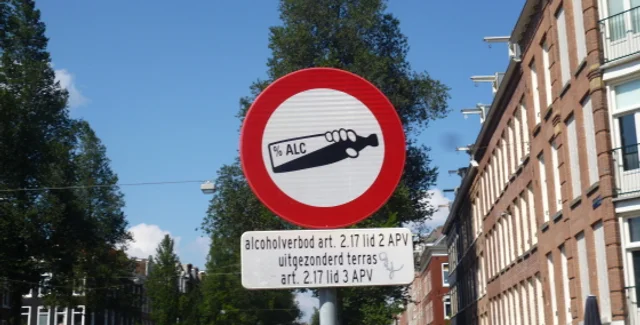 % ALC
alcoholverbod art. 2.17 lid 2 APV
uitgezonderd terras
art. 2.17 lid 3 APV